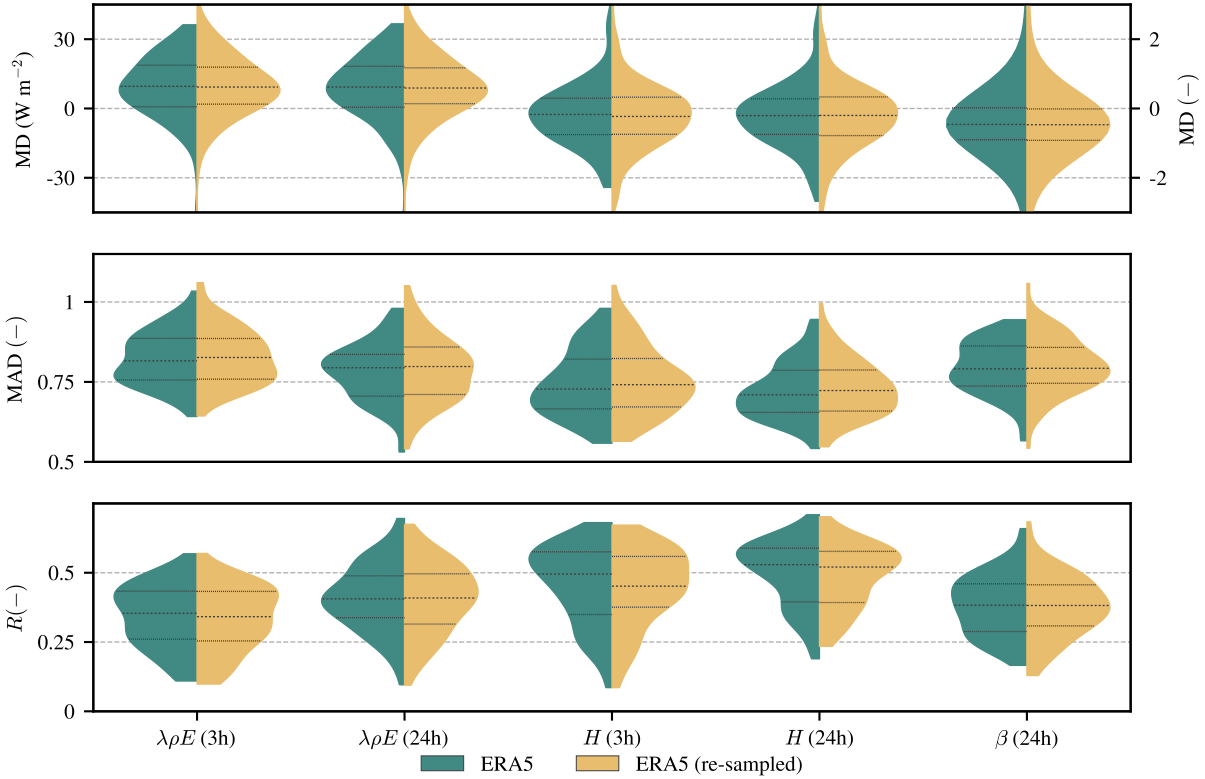 MD (W m⁻²)
30
0
-30
2
0
-2
MD (−)
MAD (−)
1
0.75
0.5
R(−)
0.5
0.25
0
λρE (3h)
λρE (24h)
H (3h)
H (24h)
β (24h)
ERA5
ERA5 (re-sampled)